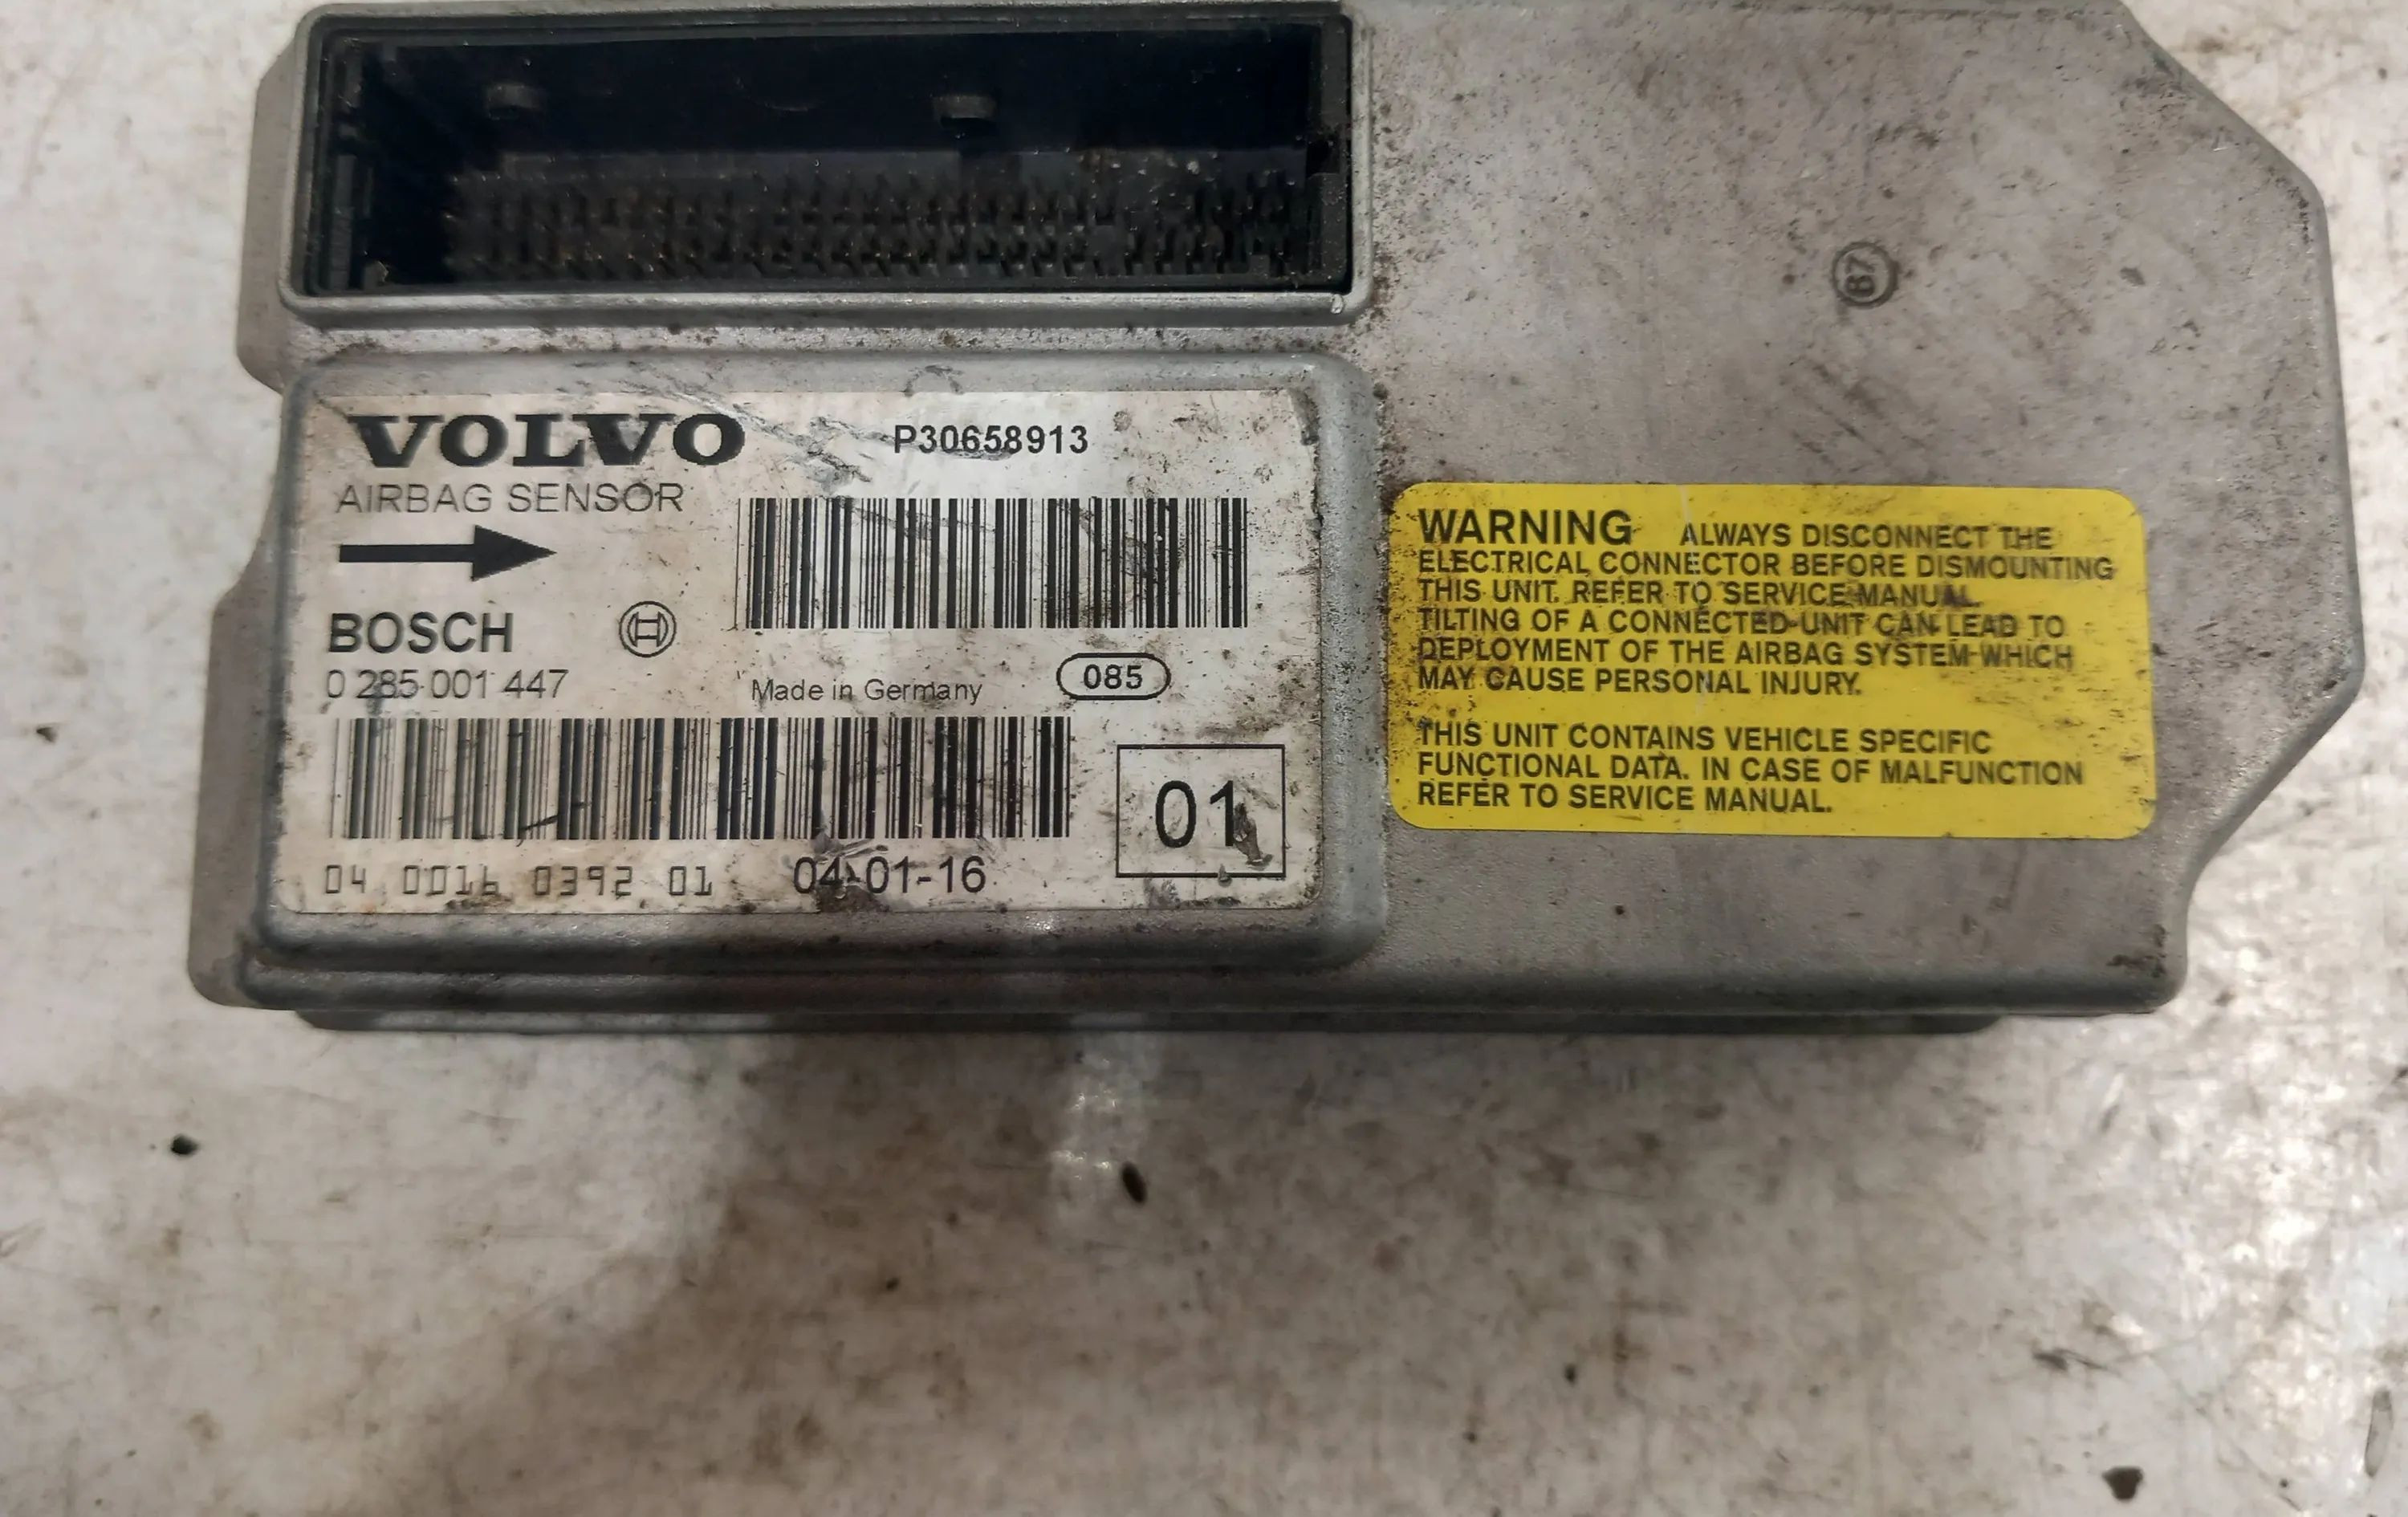 VOLVO P30658913
AIRBAG SENSOR
BOSCH
0 285 001 447
Made in Germany 085
01
04 0016 0392 01 04-01-16
B7
WARNING ALWAYS DISCONNECT THE
ELECTRICAL CONNECTOR BEFORE DISMOUNTING
THIS UNIT. REFER TO SERVICE MANUAL.
TILTING OF A CONNECTED UNIT CAN LEAD TO
DEPLOYMENT OF THE AIRBAG SYSTEM WHICH
MAY CAUSE PERSONAL INJURY.
THIS UNIT CONTAINS VEHICLE SPECIFIC
FUNCTIONAL DATA. IN CASE OF MALFUNCTION
REFER TO SERVICE MANUAL.